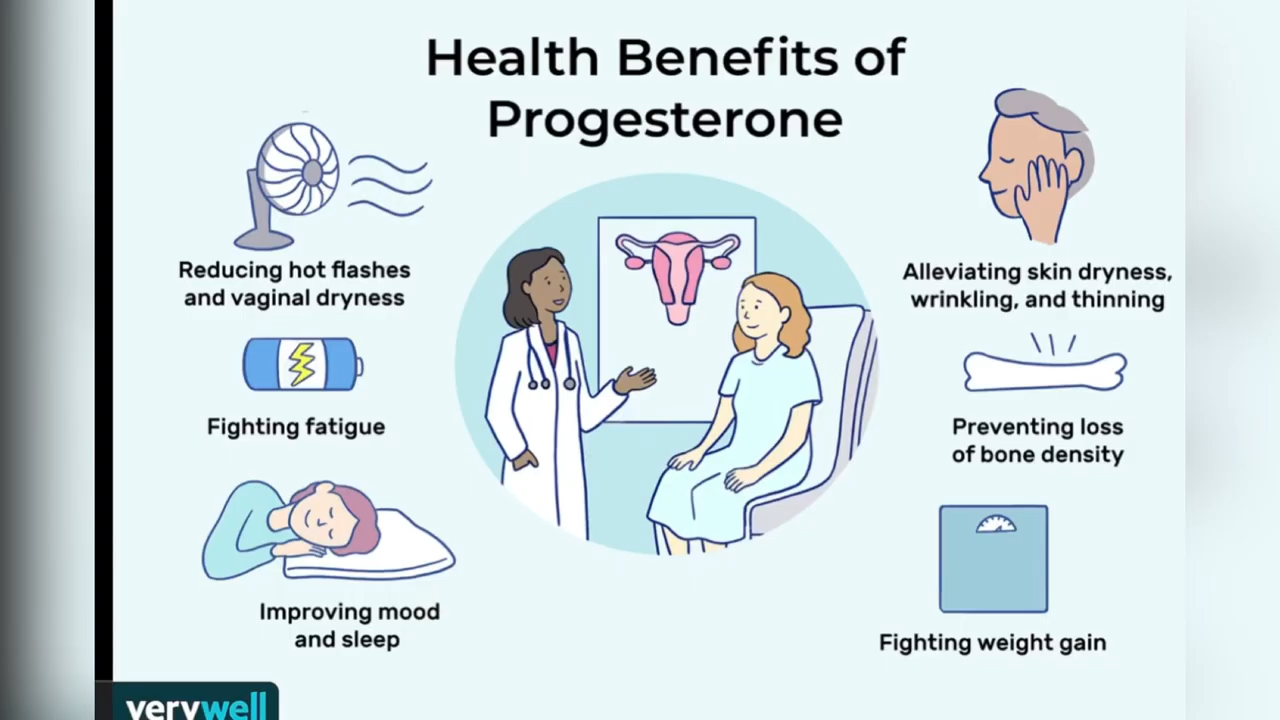 Health Benefits of
Progesterone
Reducing hot flashes
and vaginal dryness
Fighting fatigue
Improving mood
and sleep
Alleviating skin dryness,
wrinkling, and thinning
Preventing loss
of bone density
Fighting weight gain
verywell